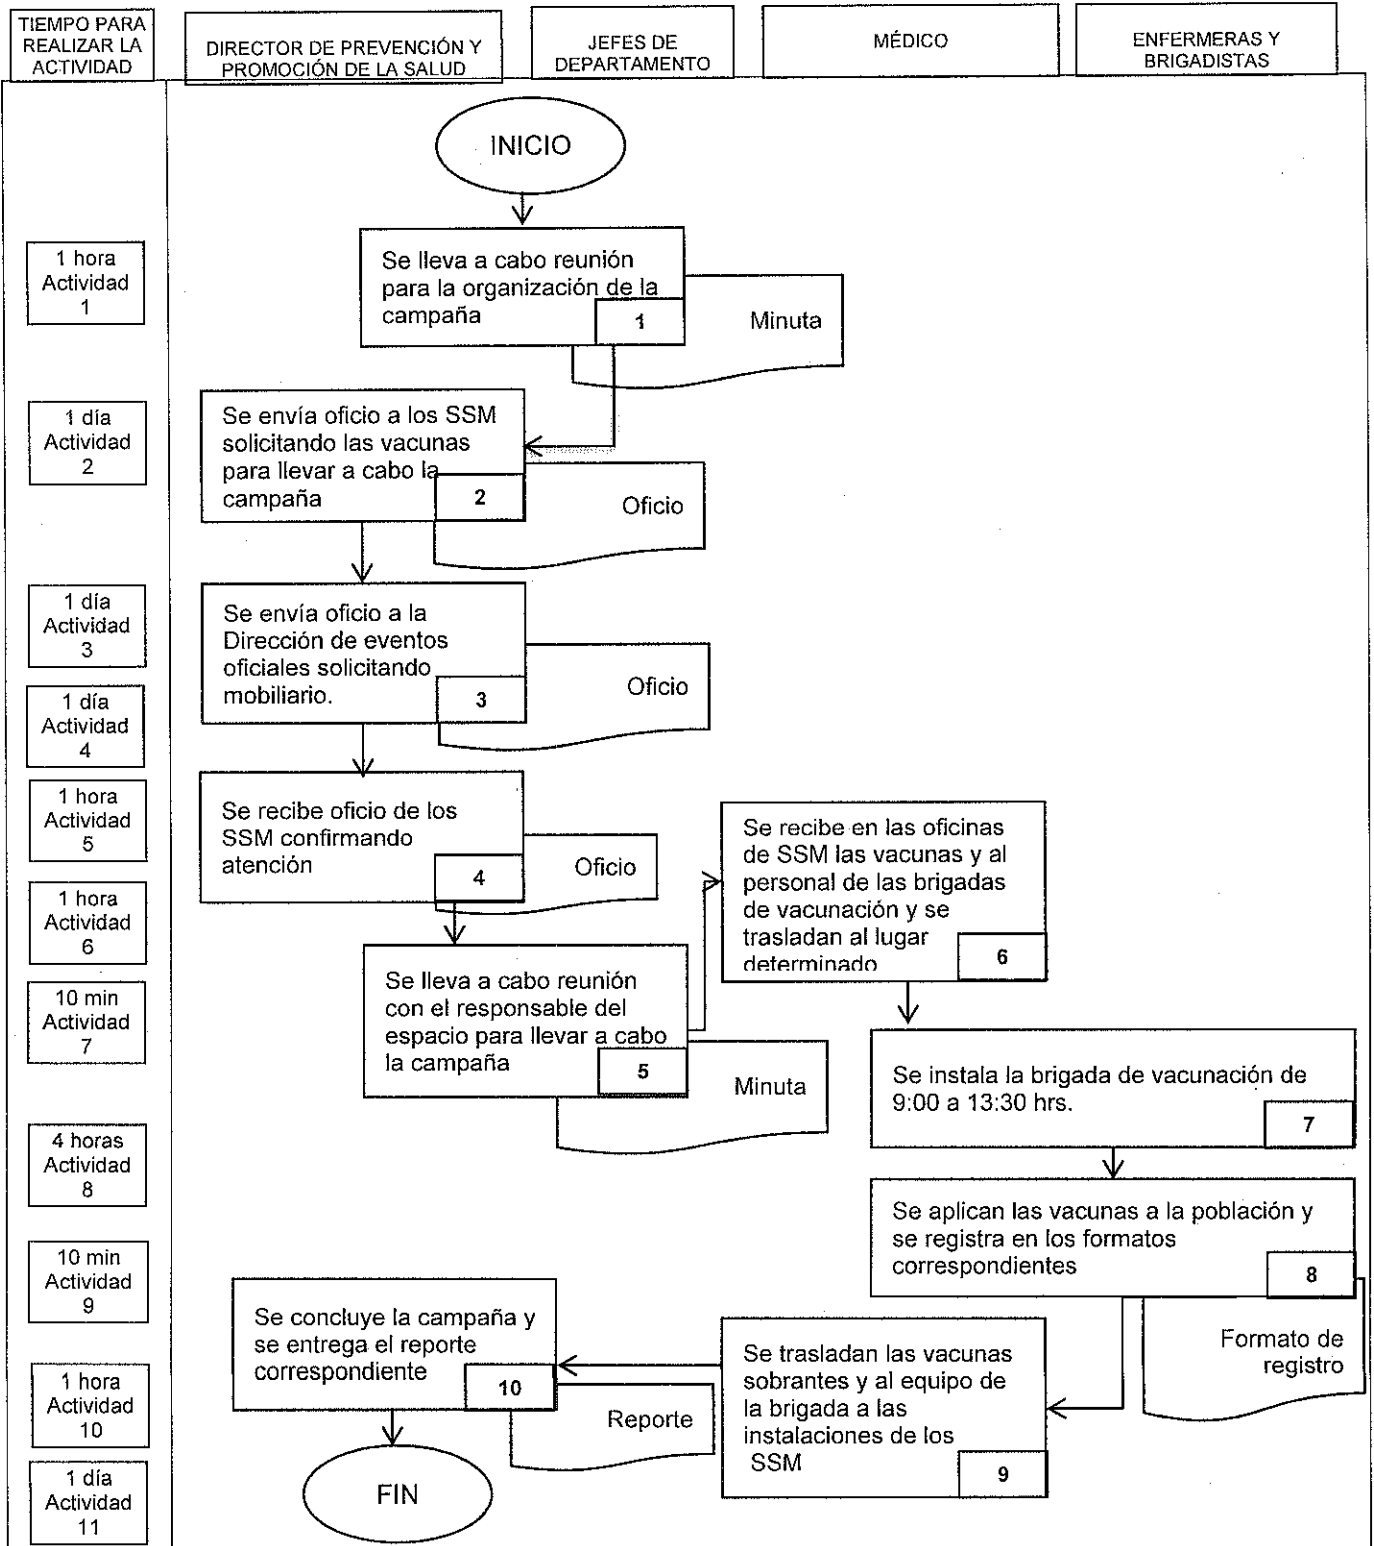 TIEMPO PARA
REALIZAR LA
ACTIVIDAD
DIRECTOR DE PREVENCIÓN Y
PROMOCIÓN DE LA SALUD
JEFES DE
DEPARTAMENTO
MÉDICO
ENFERMERAS Y
BRIGADISTAS
INICIO
1 hora
Actividad
1
Se lleva a cabo reunión
para la organización de la
campaña
1
Minuta
1 día
Actividad
2
Se envía oficio a los SSM
solicitando las vacunas
para llevar a cabo la
campaña
2
Oficio
1 día
Actividad
3
Se envía oficio a la
Dirección de eventos
oficiales solicitando
mobiliario.
3
Oficio
1 día
Actividad
4
Se recibe oficio de los
SSM confirmando
atención
4
Oficio
1 hora
Actividad
5
Se lleva a cabo reunión
con el responsable del
espacio para llevar a cabo
la campaña
5
Minuta
1 hora
Actividad
6
Se recibe en las oficinas
de SSM las vacunas y al
personal de las brigadas
de vacunación y se
trasladan al lugar
determinado
6
10 min
Actividad
7
Se instala la brigada de vacunación de
9:00 a 13:30 hrs.
7
4 horas
Actividad
8
Se aplican las vacunas a la población y
se registra en los formatos
correspondientes
8
Formato de
registro
10 min
Actividad
9
Se trasladan las vacunas
sobrantes y al equipo de
la brigada a las
instalaciones de los
SSM
9
1 hora
Actividad
10
Se concluye la campaña y
se entrega el reporte
correspondiente
10
Reporte
1 día
Actividad
11
FIN